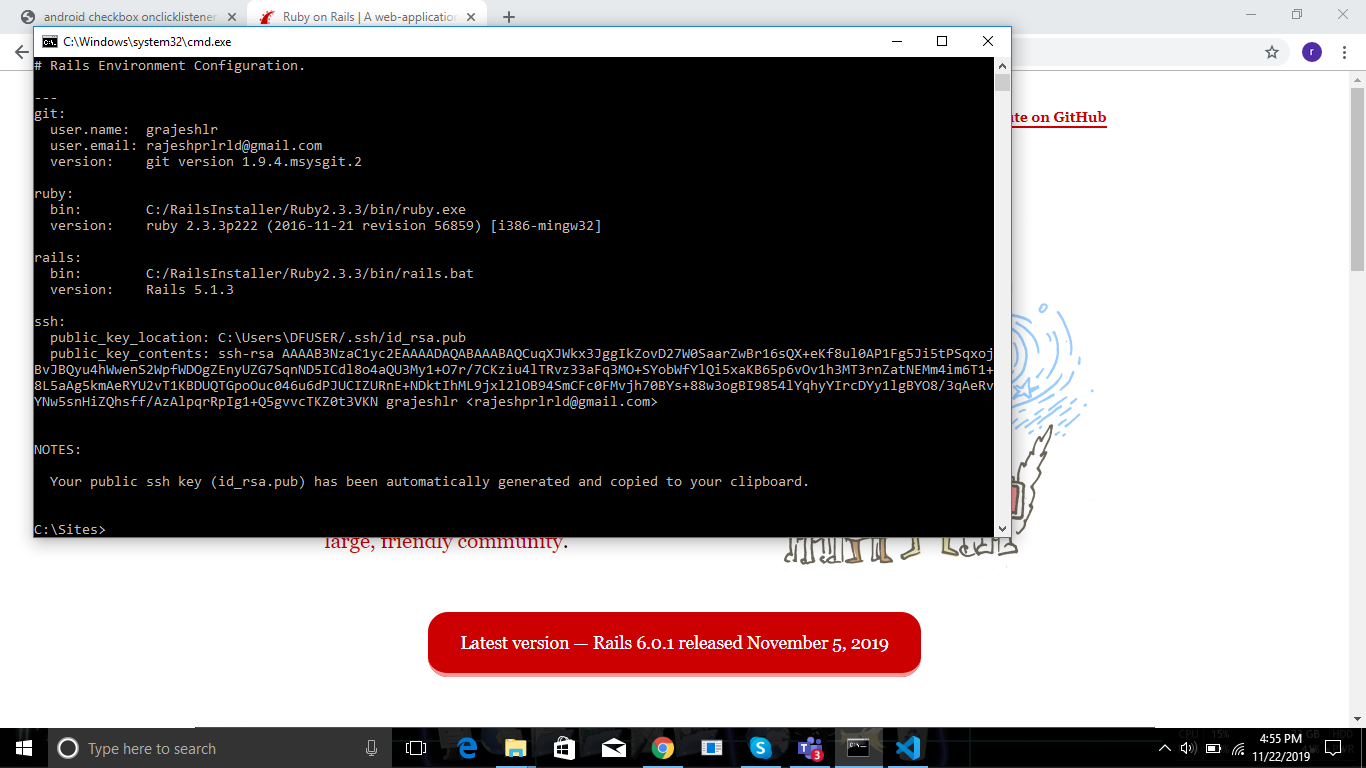 android checkbox onclicklistener
Ruby on Rails | A web-application
C:\Windows\system32\cmd.exe
r
# Rails Environment Configuration.
---
git:
user.name: grajeshlr
user.email: rajeshprlrld@gmail.com
version: git version 1.9.4.msysgit.2
ruby:
bin: C:/RailsInstaller/Ruby2.3.3/bin/ruby.exe
version: ruby 2.3.3p222 (2016-11-21 revision 56859) [i386-mingw32]
rails:
bin: C:/RailsInstaller/Ruby2.3.3/bin/rails.bat
version: Rails 5.1.3
ssh:
public_key_location: C:\Users\DFUSER/.ssh/id_rsa.pub
public_key_contents: ssh-rsa AAAAB3NzaC1yc2EAAAADAQABAAABAQCuqXJWkx3JggIkZovD27W0SaarZwBr16sQX+eKf8ul0AP1Fg5Ji5tPSqxoj
BvJBQyu4hWwenS2WpfWDOgZEnyUZG7SqnND5ICdl8o4aQU3My1+O7r/7CKziu4lTRvz33aFq3MO+SYobWfYlQi5xaKB65p6vOv1h3MT3rnZatNEMm4im6T1+
8L5aAg5kmAeRYU2vT1KBDUQTGpoOuc046u6dPJUCIZURnE+NDktIhML9jxl2lOB94SmCFc0FMvjh70BYs+88w3ogBI9854lYqhyYIrcDYy1lgBYO8/3qAeRv
YNw5snHiZQhsff/AzAlpqrRpIg1+Q5gvvcTKZ0t3VKN grajeshlr <rajeshprlrld@gmail.com>
NOTES:
Your public ssh key (id_rsa.pub) has been automatically generated and copied to your clipboard.
C:\Sites>
ute on GitHub
large, friendly community.
Latest version — Rails 6.0.1 released November 5, 2019
Type here to search
3
4:55 PM
11/22/2019